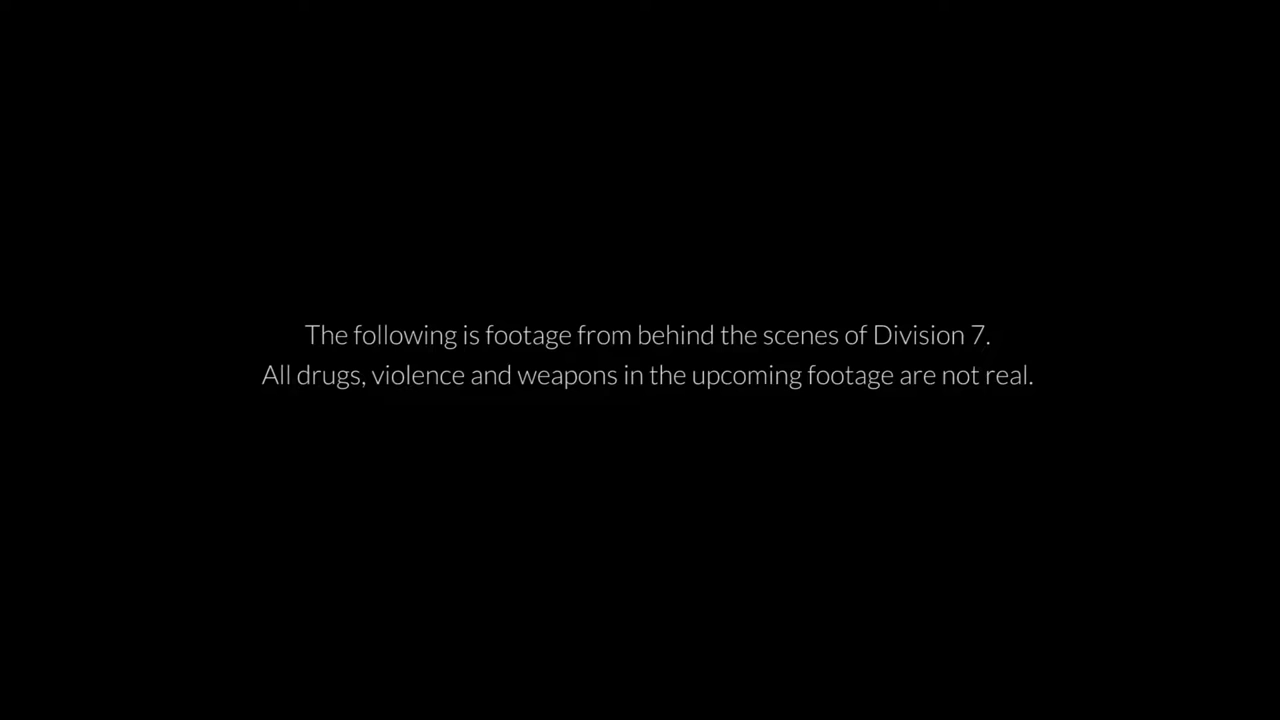 The following is footage from behind the scenes of Division 7.
All drugs, violence and weapons in the upcoming footage are not real.